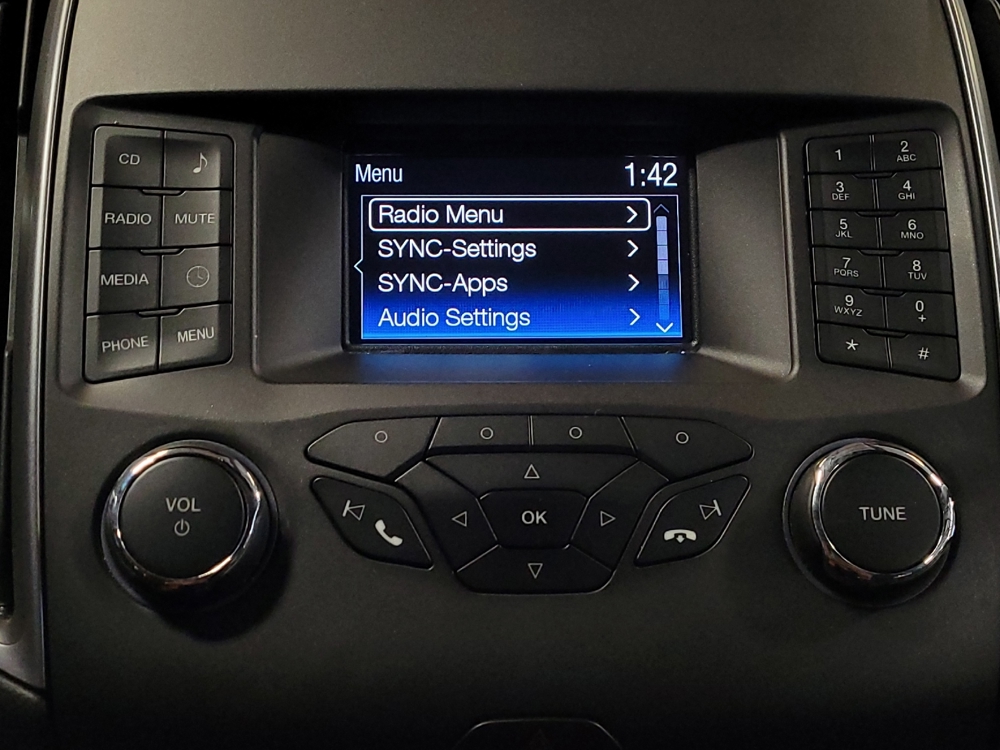 CD
RADIO MUTE
MEDIA
PHONE MENU
Menu 1:42
Radio Menu
SYNC-Settings
SYNC-Apps
Audio Settings
1 2 ABC
3 DEF 4 GHI
5 JKL 6 MNO
7 PQRS 8 TUV
9 WXYZ 0 +
* #
VOL
OK
TUNE